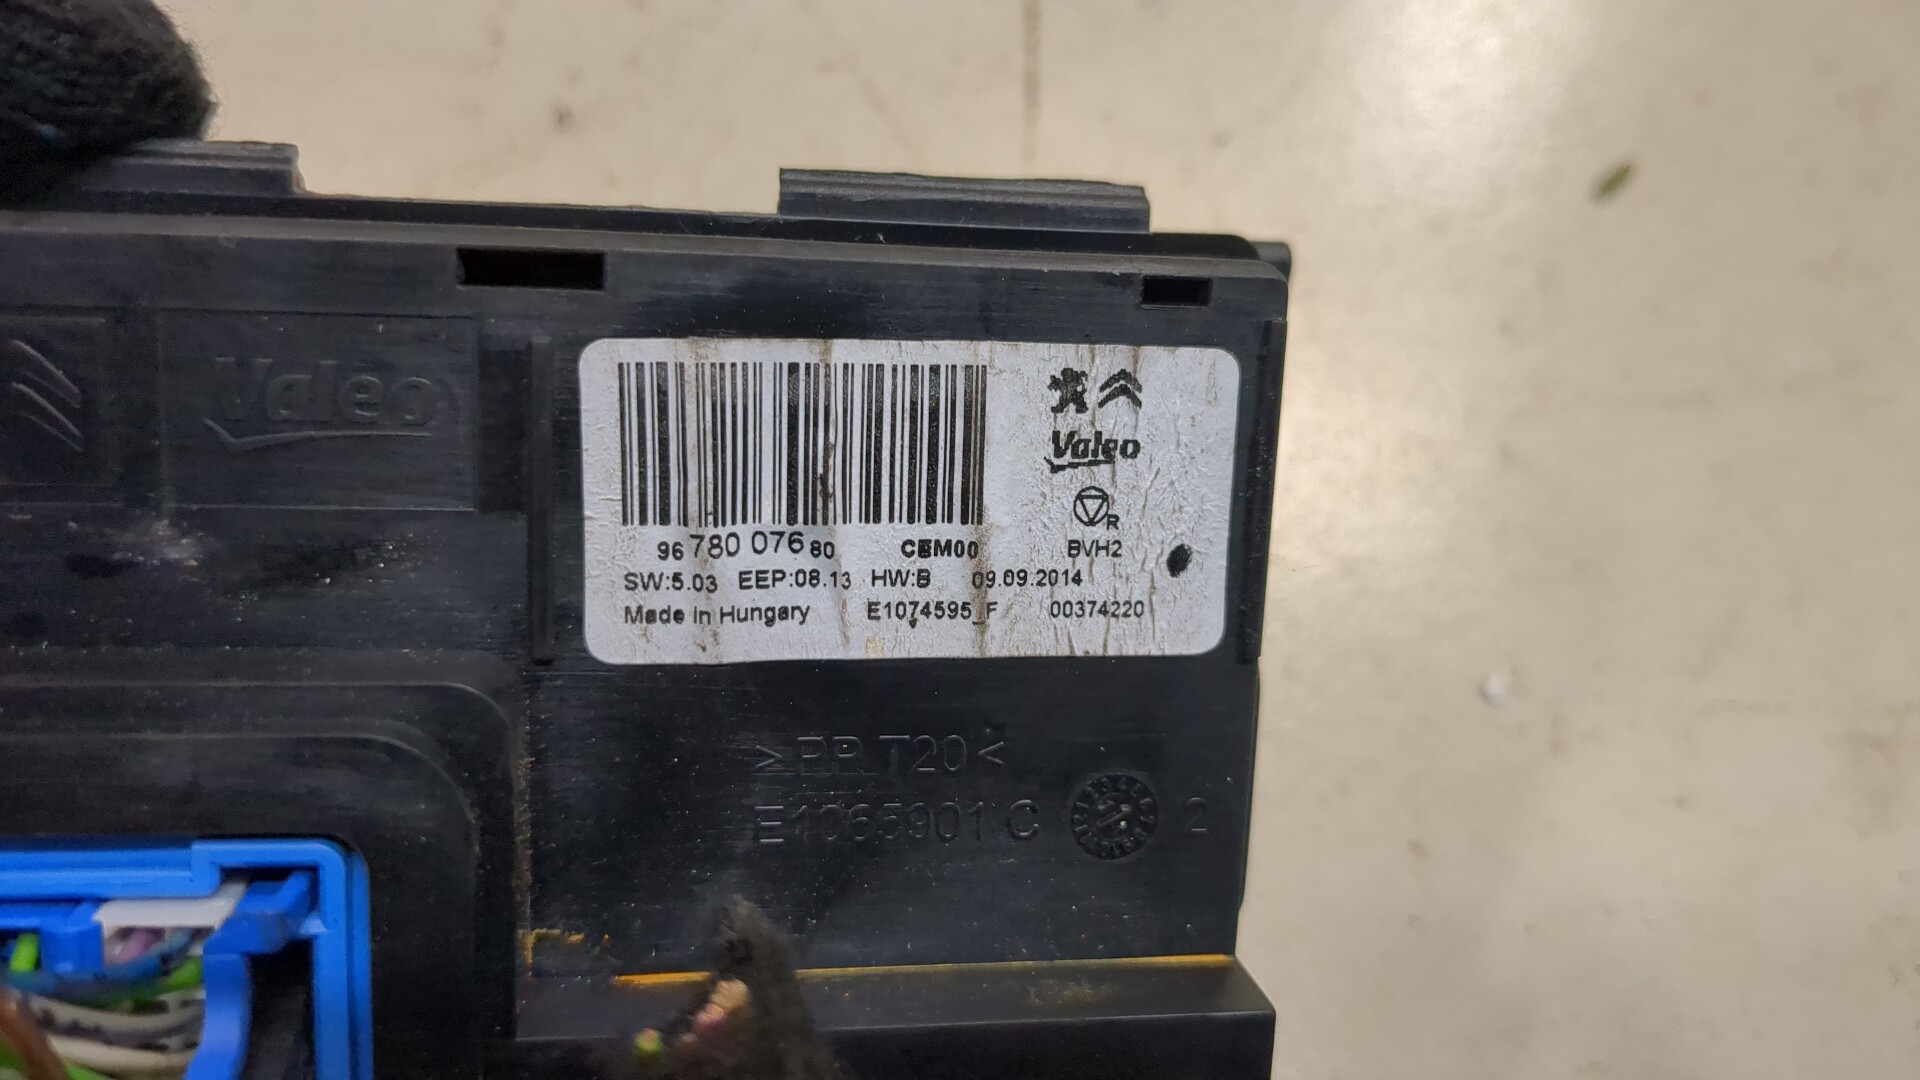 Valeo
Valeo
R
96 780 076 80 CEM00 BVH2
SW:5.03 EEP:08.13 HW:B 09.09.2014
Made in Hungary E1074595_F 00374220
>PP T20<
E1065901 C 2